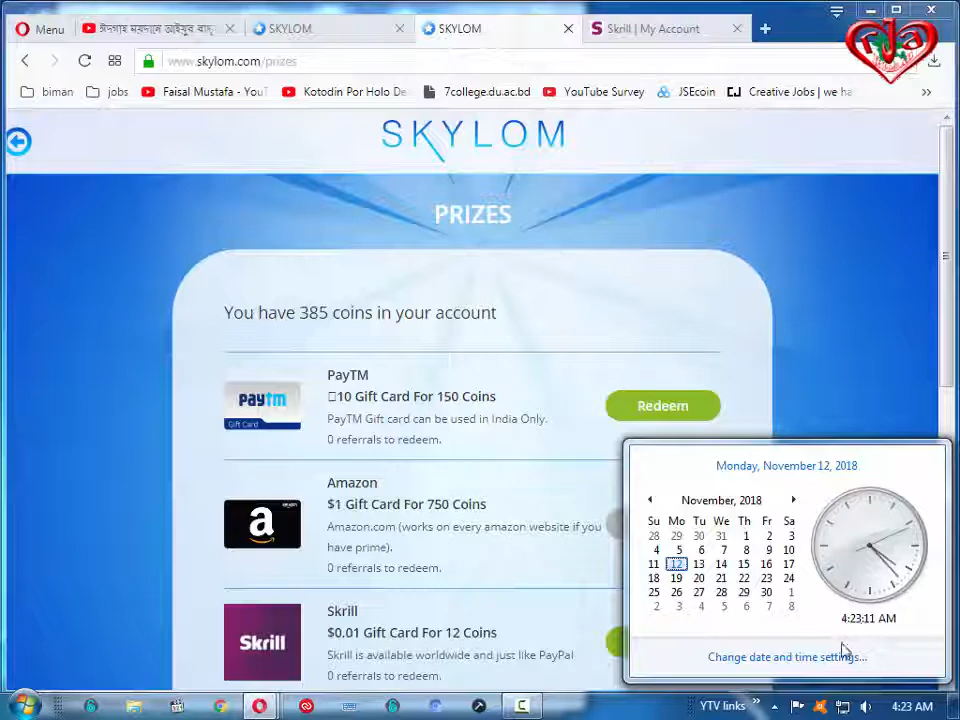 Menu
ঈদগাহ ময়দানে আইয়ুব বাচ্
SKYLOM
SKYLOM
Skrill | My Account
www.skylom.com/prizes
biman
jobs
Faisal Mustafa - YouT
Kotodin Por Holo De
7college.du.ac.bd
YouTube Survey
JSEcoin
Creative Jobs | we ha
SKYLOM
PRIZES
You have 385 coins in your account
PayTM
10 Gift Card For 150 Coins
PayTM Gift card can be used in India Only.
0 referrals to redeem.
paytm
Gift Card
Redeem
Amazon
$1 Gift Card For 750 Coins
Amazon.com (works on every amazon website if you
have prime).
0 referrals to redeem.
a
Skrill
$0.01 Gift Card For 12 Coins
Skrill is available worldwide and just like PayPal
0 referrals to redeem.
Skrill
Monday, November 12, 2018
November, 2018
Su Mo Tu We Th Fr Sa
28 29 30 31 1 2 3
4 5 6 7 8 9 10
11 12 13 14 15 16 17
18 19 20 21 22 23 24
25 26 27 28 29 30 1
2 3 4 5 6 7 8
4:23:11 AM
Change date and time settings...
YTV links
4:23 AM